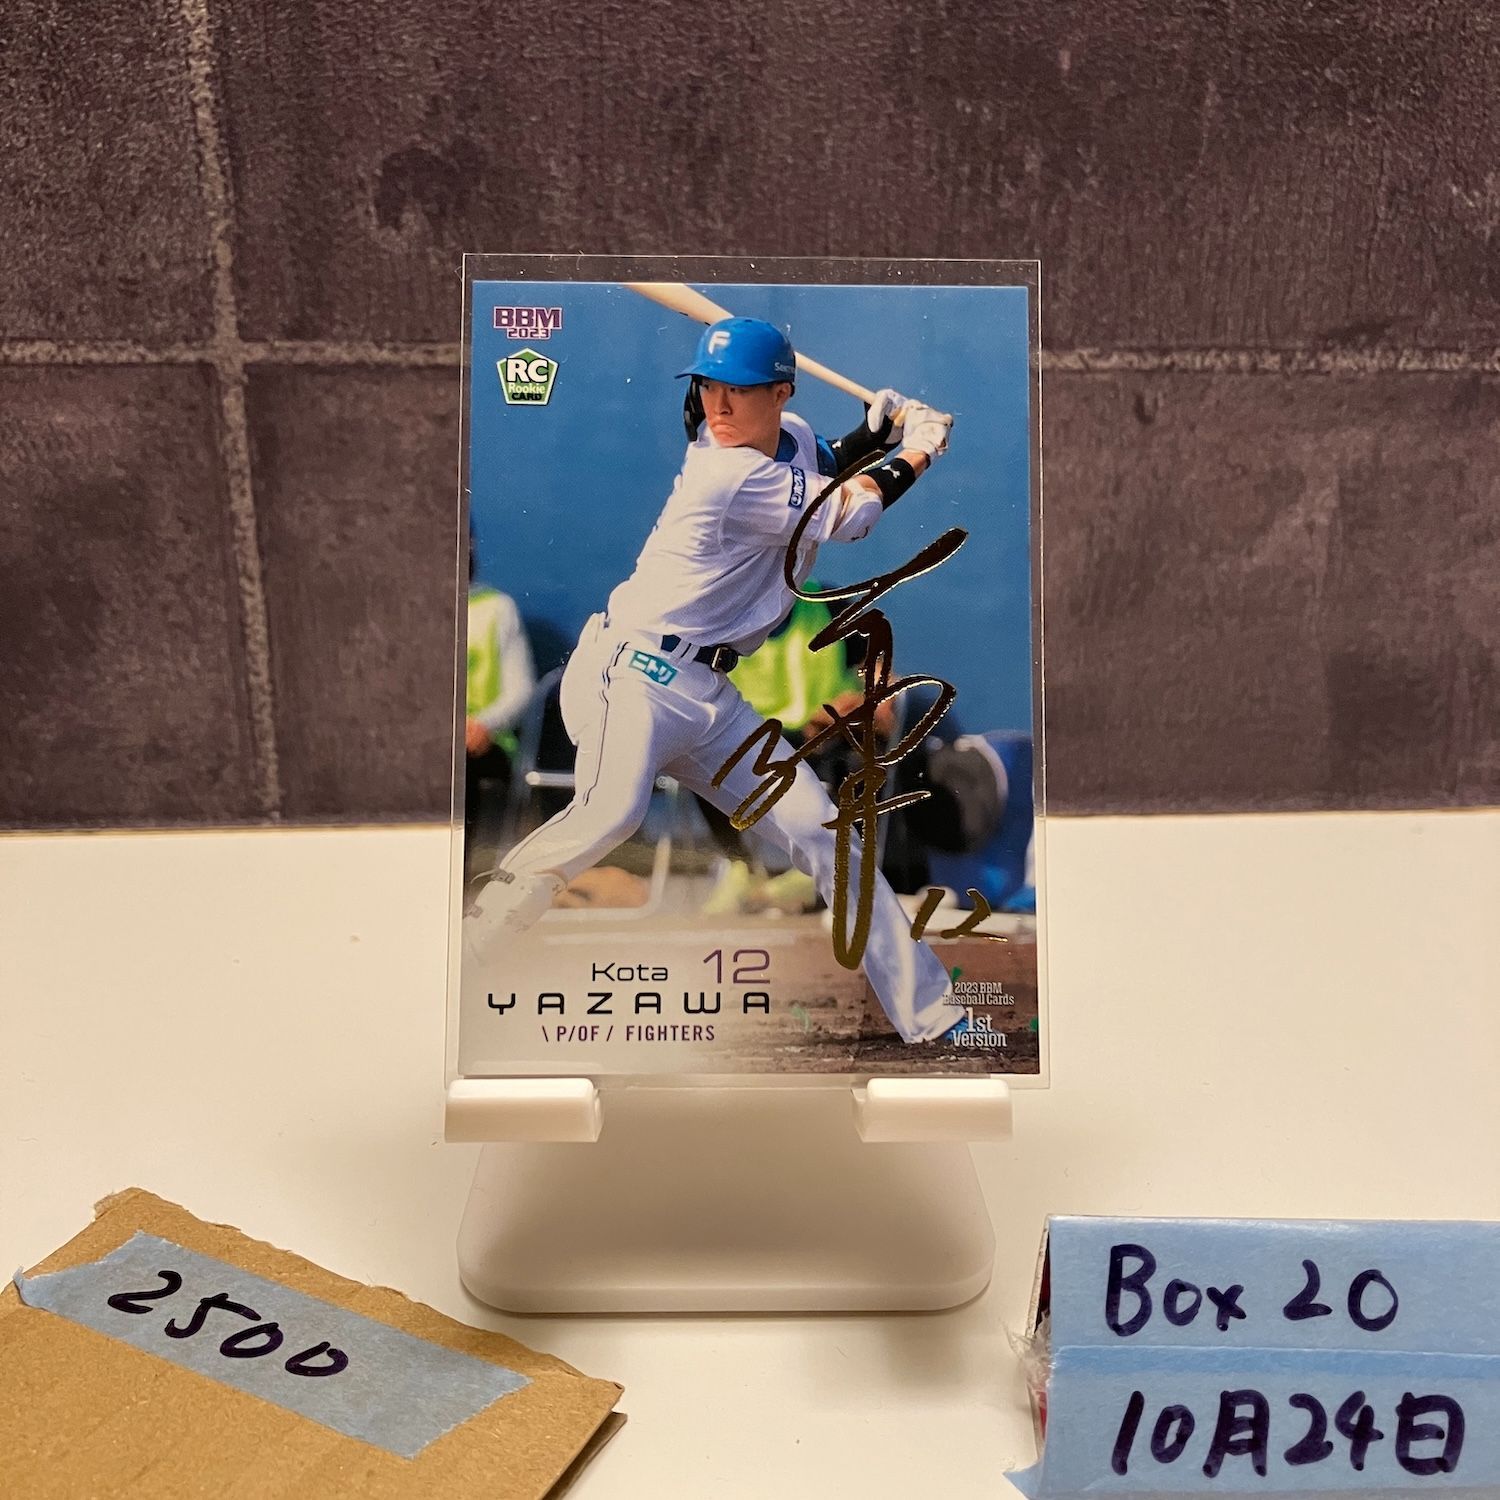 BBM
2023
RC
Rookie
CARD
F
ニトリ
12
Kota 12
YAZAWA
\ P/OF / FIGHTERS
2023 BBM
Baseball Cards
1st
Version
2500
Box 20
10月24日